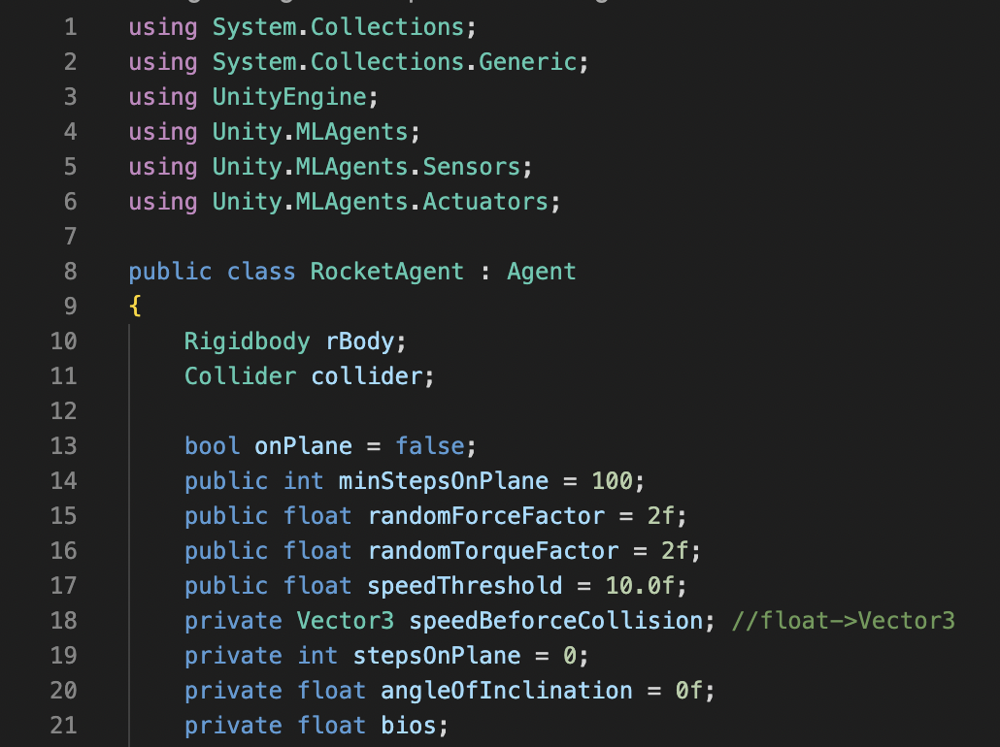 1 using System.Collections;
2 using System.Collections.Generic;
3 using UnityEngine;
4 using Unity.MLAgents;
5 using Unity.MLAgents.Sensors;
6 using Unity.MLAgents.Actuators;
7
8 public class RocketAgent : Agent
9 {
10 Rigidbody rBody;
11 Collider collider;
12
13 bool onPlane = false;
14 public int minStepsOnPlane = 100;
15 public float randomForceFactor = 2f;
16 public float randomTorqueFactor = 2f;
17 public float speedThreshold = 10.0f;
18 private Vector3 speedBeforceCollision; //float->Vector3
19 private int stepsOnPlane = 0;
20 private float angleOfInclination = 0f;
21 private float bios;